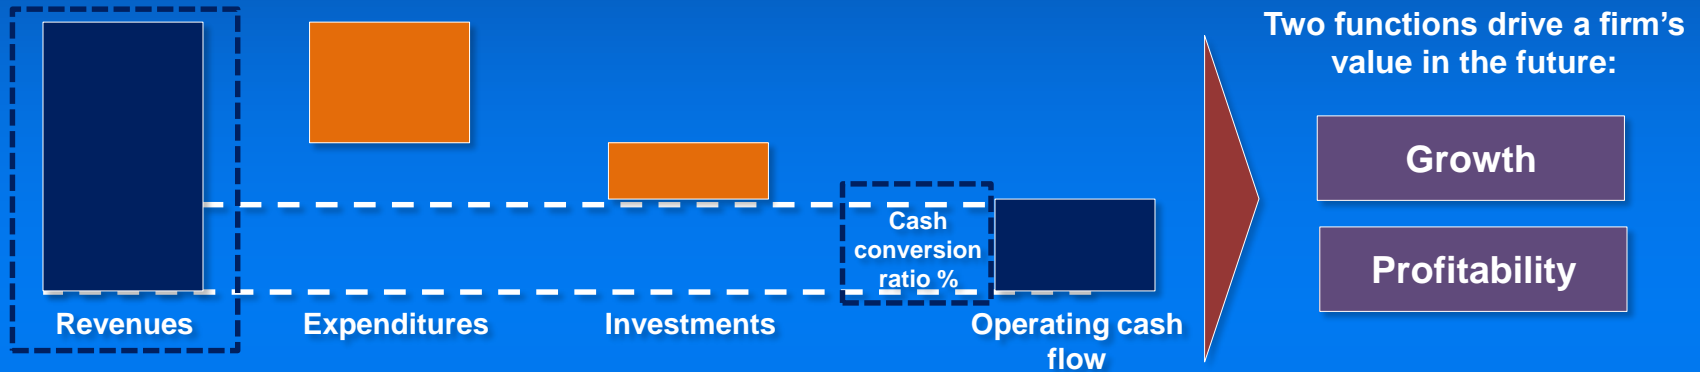 Two functions drive a firm’s
value in the future:
Growth
Cash
conversion
ratio %
Profitability
Revenues
Expenditures
Investments
Operating cash
flow